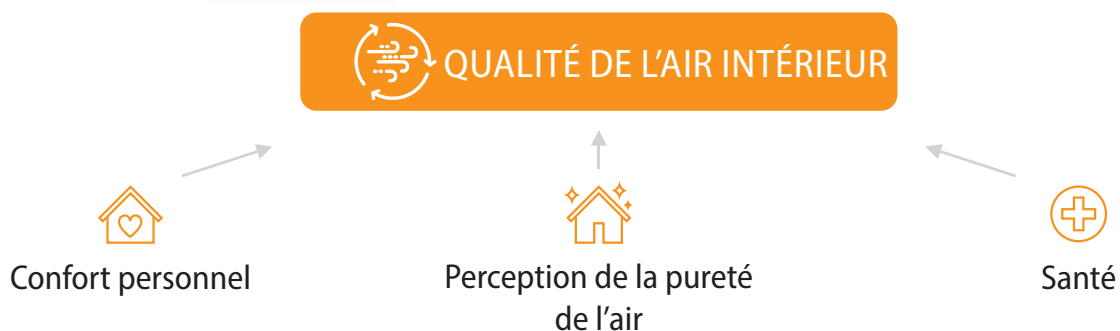 QUALITÉ DE L'AIR INTÉRIEUR
Confort personnel
Perception de la pureté
de l'air
Santé